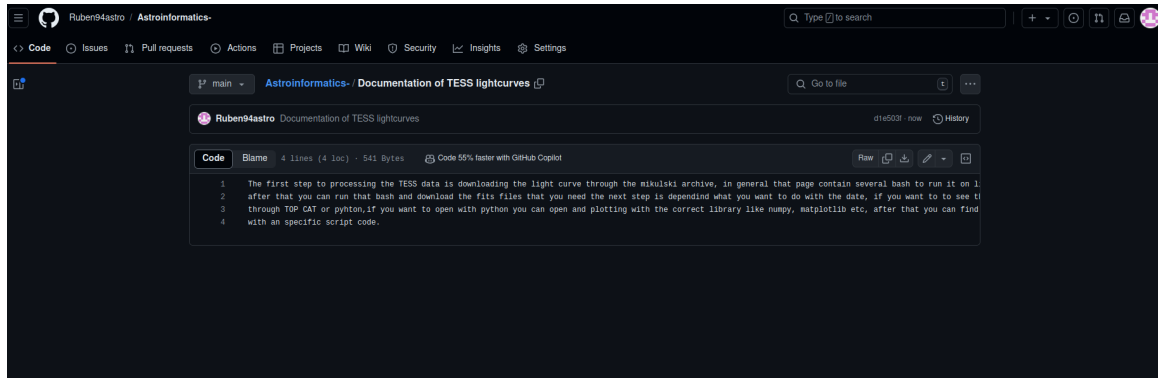 Ruben94astro / Astroinformatics-
Type / to search
Code Issues Pull requests Actions Projects Wiki Security Insights Settings
main Astroinformatics- / Documentation of TESS lightcurves
Go to file t
Ruben94astro Documentation of TESS lightcurves d1e503f · now History
Code Blame 4 lines (4 loc) · 541 Bytes Code 55% faster with GitHub Copilot Raw
1 The first step to processing the TESS data is downloading the light curve through the mikulski archive, in general that page contain several bash to run it on
2 after that you can run that bash and download the fits files that you need the next step is dependind what you want to do with the date, if you want to to see
3 through TOP CAT or pyhton,if you want to open with python you can open and plotting with the correct library like numpy, matplotlib etc, after that you can find
4 with an specific script code.